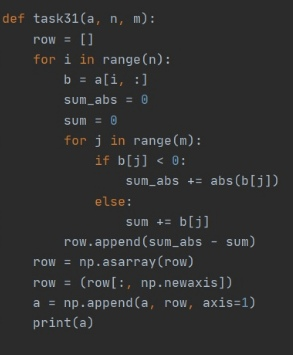 def task31(a, n, m):
    row = []
    for i in range(n):
        b = a[i, :]
        sum_abs = 0
        sum = 0
        for j in range(m):
            if b[j] < 0:
                sum_abs += abs(b[j])
            else:
                sum += b[j]
        row.append(sum_abs - sum)
    row = np.asarray(row)
    row = (row[:, np.newaxis])
    a = np.append(a, row, axis=1)
    print(a)